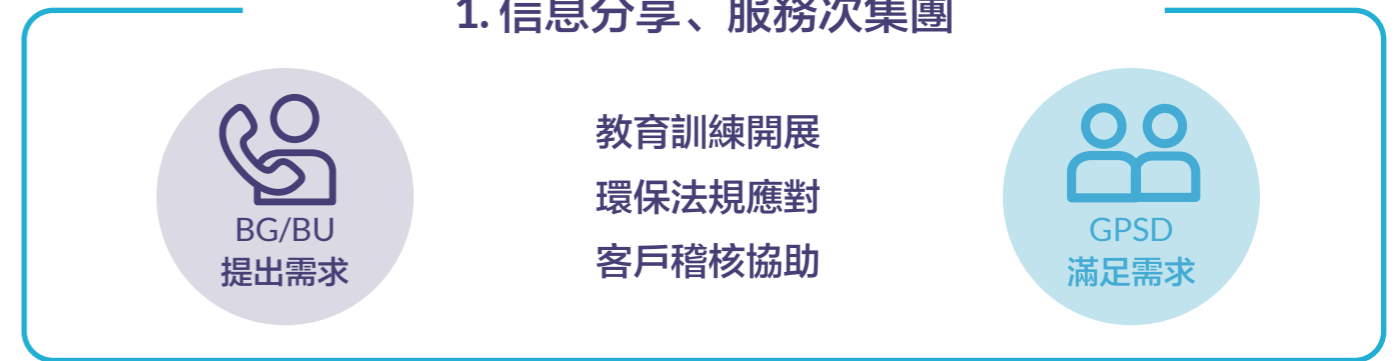 1. 信息分享、服務次集團
BG/BU
提出需求
教育訓練開展
環保法規應對
客戶稽核協助
GPSD
滿足需求